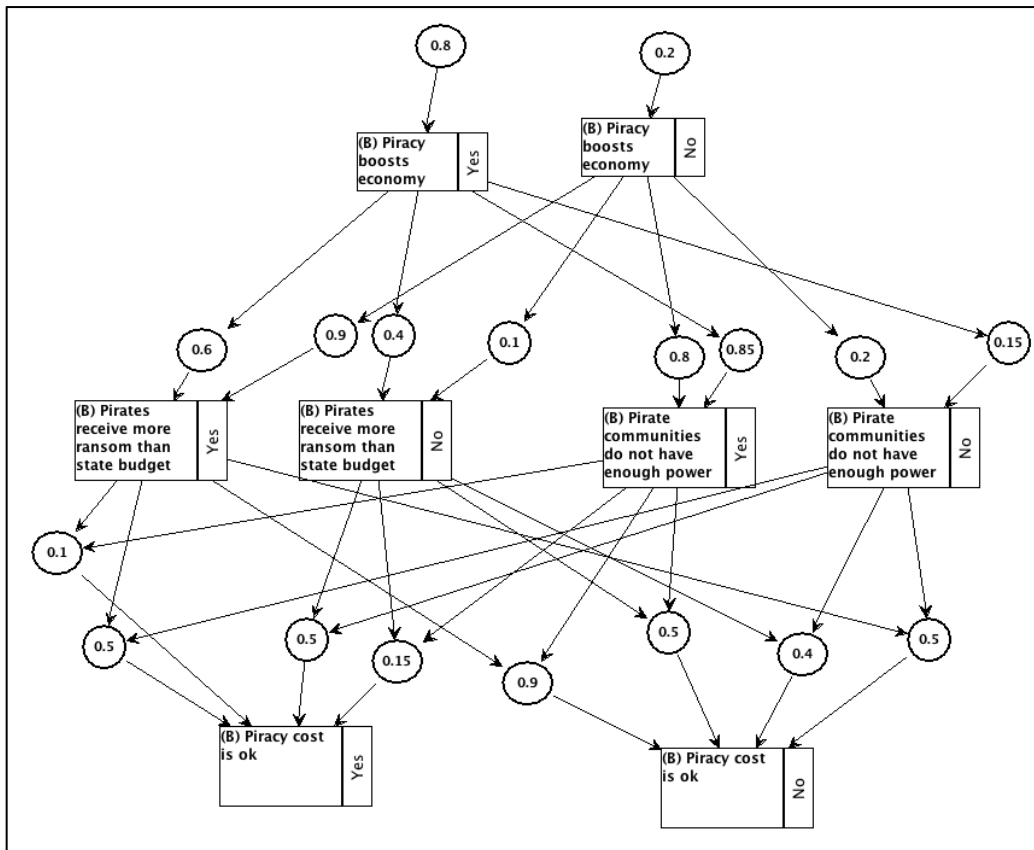 0.8
0.2
(B) Piracy
boosts
economy
Yes
(B) Piracy
boosts
economy
No
0.6
0.9
0.4
0.1
0.8
0.85
0.2
0.15
(B) Pirates
receive more
ransom than
state budget
Yes
(B) Pirates
receive more
ransom than
state budget
No
(B) Pirate
communities
do not have
enough power
Yes
(B) Pirate
communities
do not have
enough power
No
0.1
0.5
0.5
0.15
0.9
0.5
0.4
0.5
(B) Piracy cost
is ok
Yes
(B) Piracy cost
is ok
No